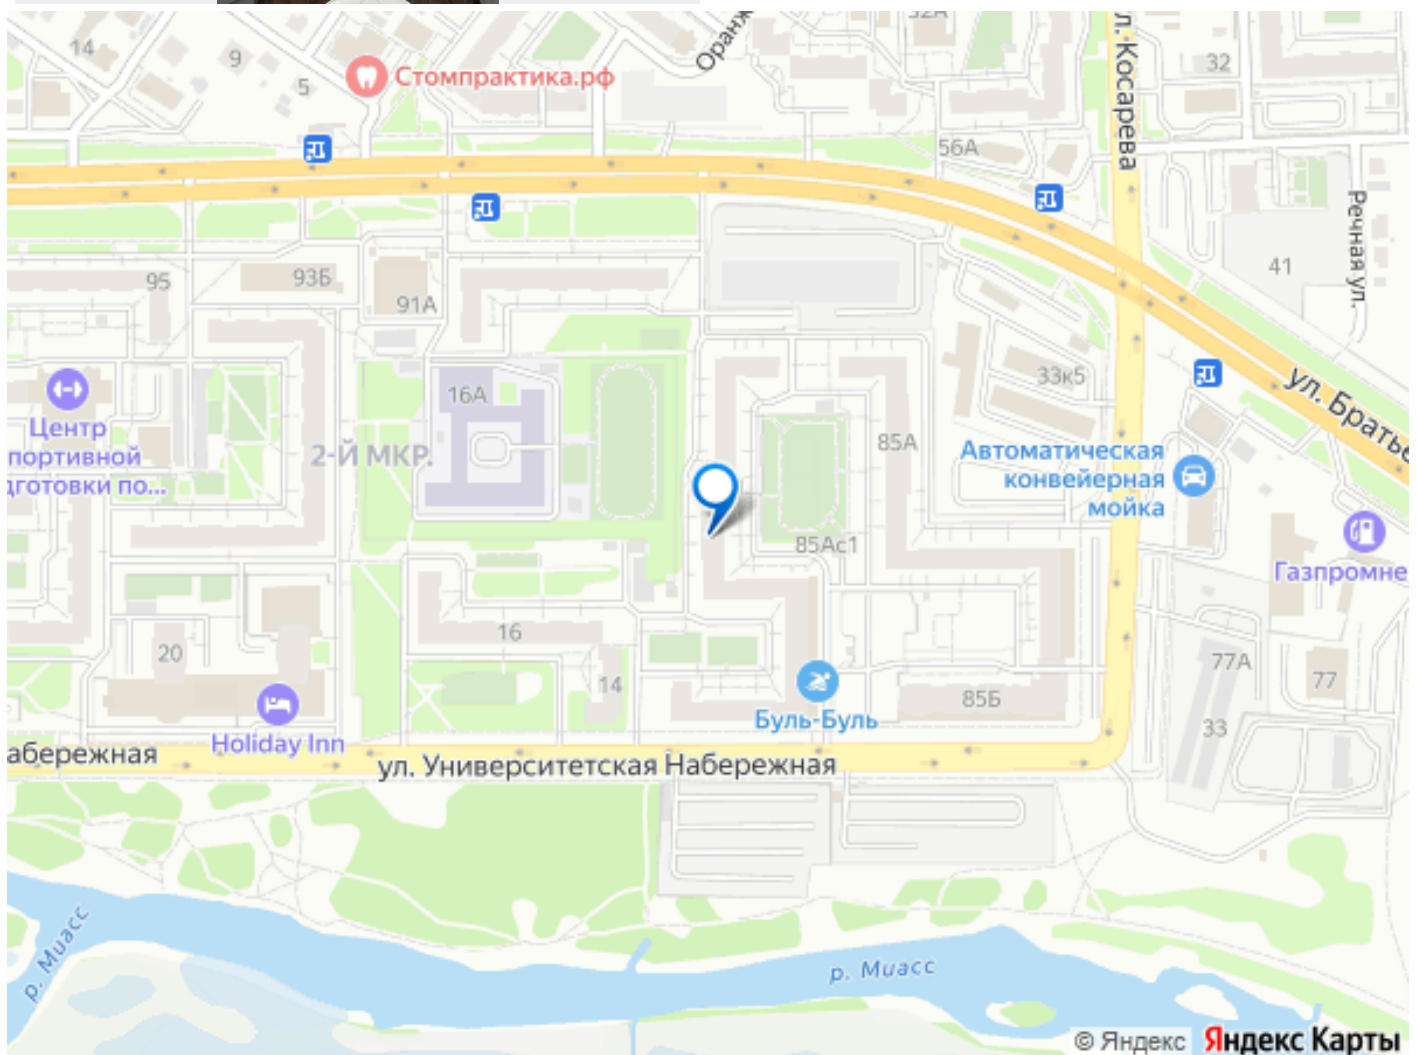 14
9
5
Стомпрактика.рф
Оранж
ул. Косарева
32
56А
Речная ул.
41
95
93Б
91А
33к5
ул. Братье
16А
2-Й МКР.
85А
Центр
портивной
дготовки по...
Автоматическая
конвейерная
мойка
85Ас1
Газпромне
16
20
14
77А
77
85Б
33
Буль-Буль
Holiday Inn
абережная
ул. Университетская Набережная
р. Миасс
р. Миасс
© Яндекс Яндекс Карты